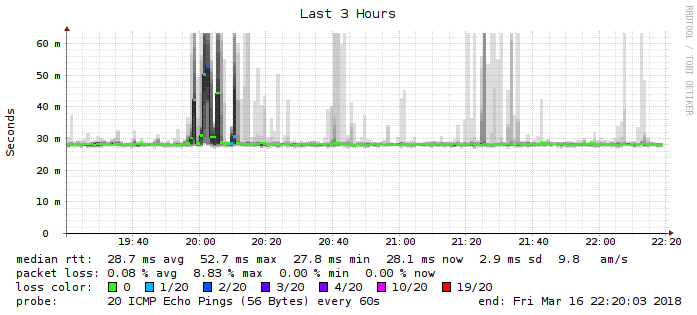 Last 3 Hours
RRDTOOL / TOBI OETIKER
Seconds
60 m
50 m
40 m
30 m
20 m
10 m
0
19:40 20:00 20:20 20:40 21:00 21:20 21:40 22:00 22:20
median rtt: 28.7 ms avg 52.7 ms max 27.8 ms min 28.1 ms now 2.9 ms sd 9.8 am/s
packet loss: 0.08 % avg 8.83 % max 0.00 % min 0.00 % now
loss color: 0 1/20 2/20 3/20 4/20 10/20 19/20
probe: 20 ICMP Echo Pings (56 Bytes) every 60s end: Fri Mar 16 22:20:03 2018